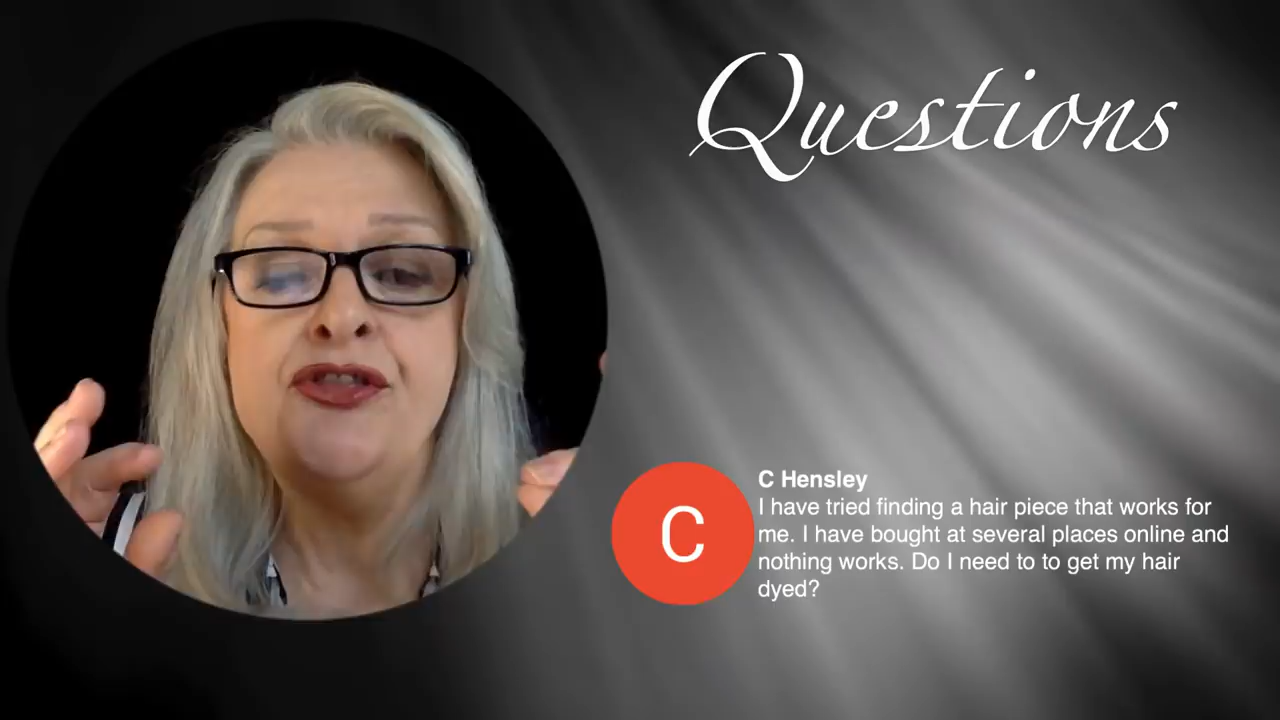 Questions
C
C Hensley
I have tried finding a hair piece that works for
me. I have bought at several places online and
nothing works. Do I need to to get my hair
dyed?